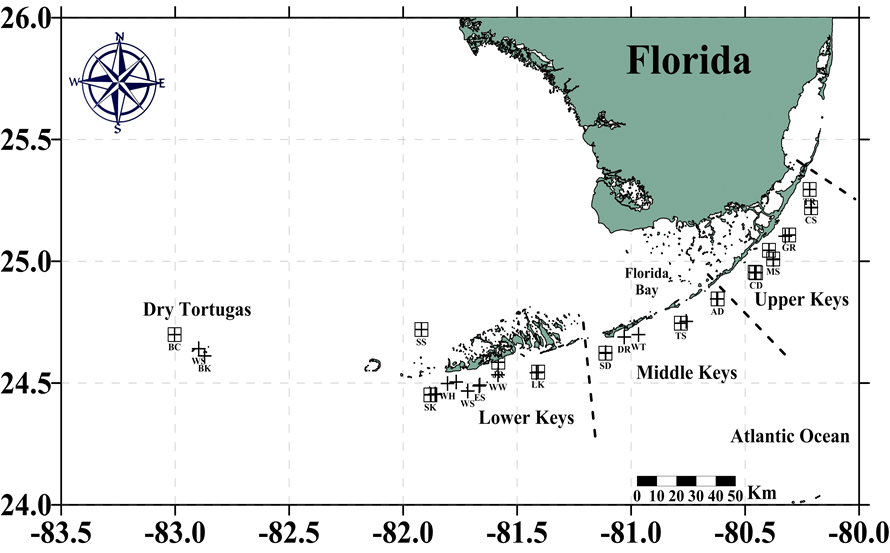 26.0
25.5
25.0
24.5
24.0
N
W
E
S
Florida
CS
GR
MS
CD
Florida
Bay
Upper Keys
AD
Dry Tortugas
BC
WS
BK
SS
TS
DR
WT
SD
Middle Keys
LK
WW
ES
WS
WH
SK
Lower Keys
Atlantic Ocean
0 10 20 30 40 50 Km
-83.5 -83.0 -82.5 -82.0 -81.5 -81.0 -80.5 -80.0